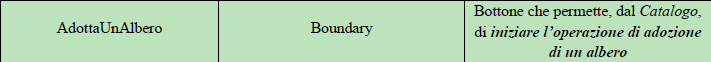 AdottaUnAlbero
Boundary
Bottone che permette, dal Catalogo,
di iniziare l'operazione di adozione
di un albero